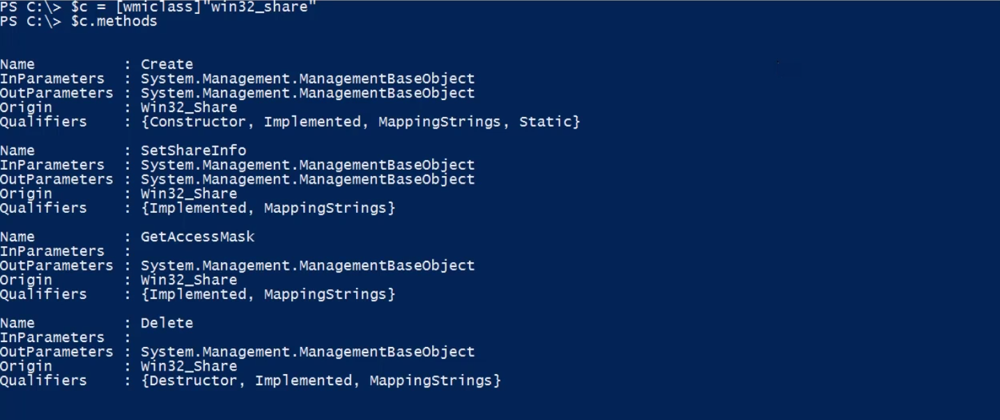 PS C:\> $c = [wmiclass]"win32_share"
PS C:\> $c.methods
Name          : Create
InParameters  : System.Management.ManagementBaseObject
OutParameters : System.Management.ManagementBaseObject
Origin        : Win32_Share
Qualifiers    : {Constructor, Implemented, MappingStrings, Static}
Name          : SetShareInfo
InParameters  : System.Management.ManagementBaseObject
OutParameters : System.Management.ManagementBaseObject
Origin        : Win32_Share
Qualifiers    : {Implemented, MappingStrings}
Name          : GetAccessMask
InParameters  :
OutParameters : System.Management.ManagementBaseObject
Origin        : Win32_Share
Qualifiers    : {Implemented, MappingStrings}
Name          : Delete
InParameters  :
OutParameters : System.Management.ManagementBaseObject
Origin        : Win32_Share
Qualifiers    : {Destructor, Implemented, MappingStrings}